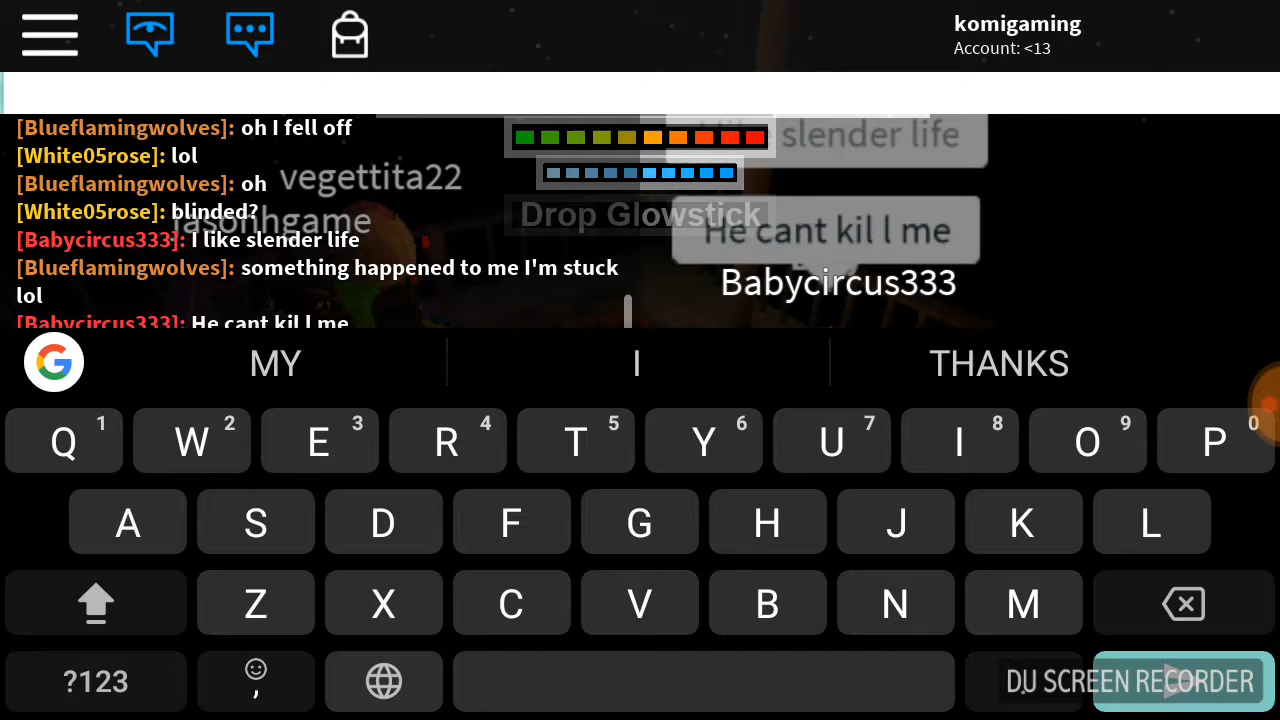 komigaming
Account: <13
[Blueflamingwolves]: oh I fell off
[White05rose]: lol
[Blueflamingwolves]: oh
[White05rose]: blinded?
[Babycircus333]: I like slender life
[Blueflamingwolves]: something happened to me I'm stuck
lol
[Babycircus333]: He cant kil l me
vegettita22
jasonhgame
Drop Glowstick
I like slender life
He cant kil l me
Babycircus333
G MY I THANKS
Q 1 W 2 E 3 R 4 T 5 Y 6 U 7 I 8 O 9 P 0
A S D F G H J K L
Z X C V B N M
?123 ,
DU SCREEN RECORDER